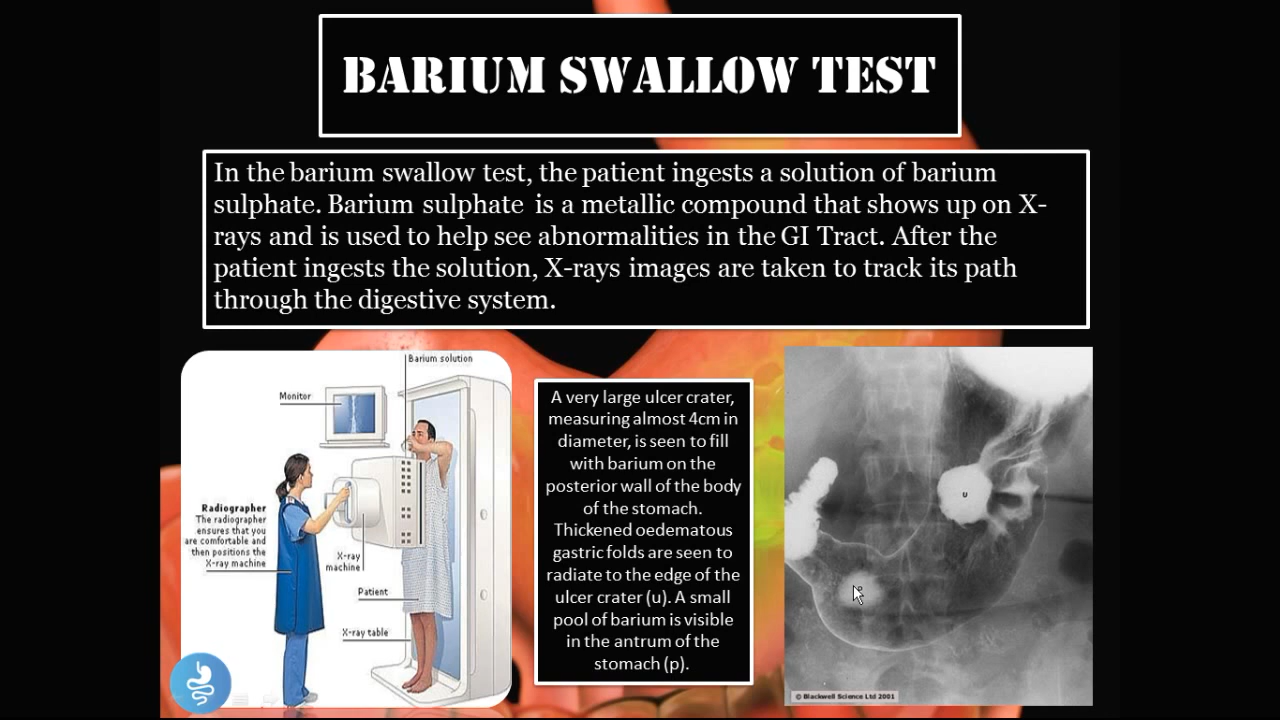 BARIUM SWALLOW TEST
In the barium swallow test, the patient ingests a solution of barium
sulphate. Barium sulphate is a metallic compound that shows up on X-
rays and is used to help see abnormalities in the GI Tract. After the
patient ingests the solution, X-rays images are taken to track its path
through the digestive system.
Barium solution
Monitor
Radiographer
The radiographer
ensures that you
are comfortable and
then positions the
X-ray machine
X-ray
machine
Patient
X-ray table
A very large ulcer crater,
measuring almost 4cm in
diameter, is seen to fill
with barium on the
posterior wall of the body
of the stomach.
Thickened oedematous
gastric folds are seen to
radiate to the edge of the
ulcer crater (u). A small
pool of barium is visible
in the antrum of the
stomach (p).
U
© Blackwell Science Ltd 2001